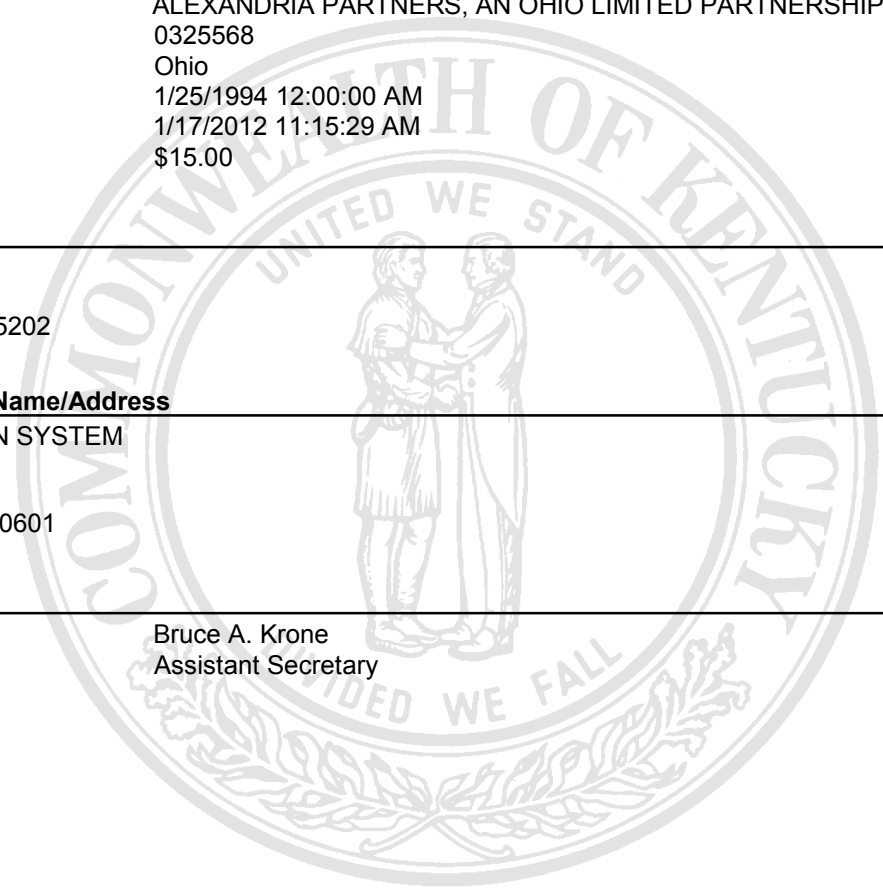 ALEXANDRIA PARTNERS, AN OHIO LIMITED PARTNERSHIP
0325568
Ohio
1/25/1994 12:00:00 AM
1/17/2012 11:15:29 AM
$15.00
5202
Name/Address
N SYSTEM
0601
Bruce A. Krone
Assistant Secretary
COMMONWEALTH OF KENTUCKY
UNITED WE STAND
DIVIDED WE FALL